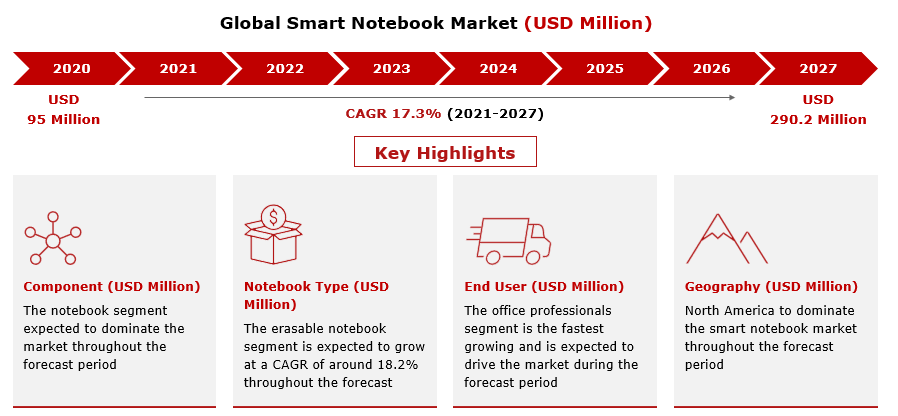 Global Smart Notebook Market (USD Million)
2020 2021 2022 2023 2024 2025 2026 2027
USD
95 Million
CAGR 17.3% (2021-2027)
USD
290.2 Million
Key Highlights
$
Component (USD Million)
The notebook segment
expected to dominate the
market throughout the
forecast period
Notebook Type (USD
Million)
The erasable notebook
segment is expected to grow
at a CAGR of around 18.2%
throughout the forecast
End User (USD Million)
The office professionals
segment is the fastest
growing and is expected to
drive the market during the
forecast period
Geography (USD Million)
North America to dominate
the smart notebook market
throughout the forecast
period